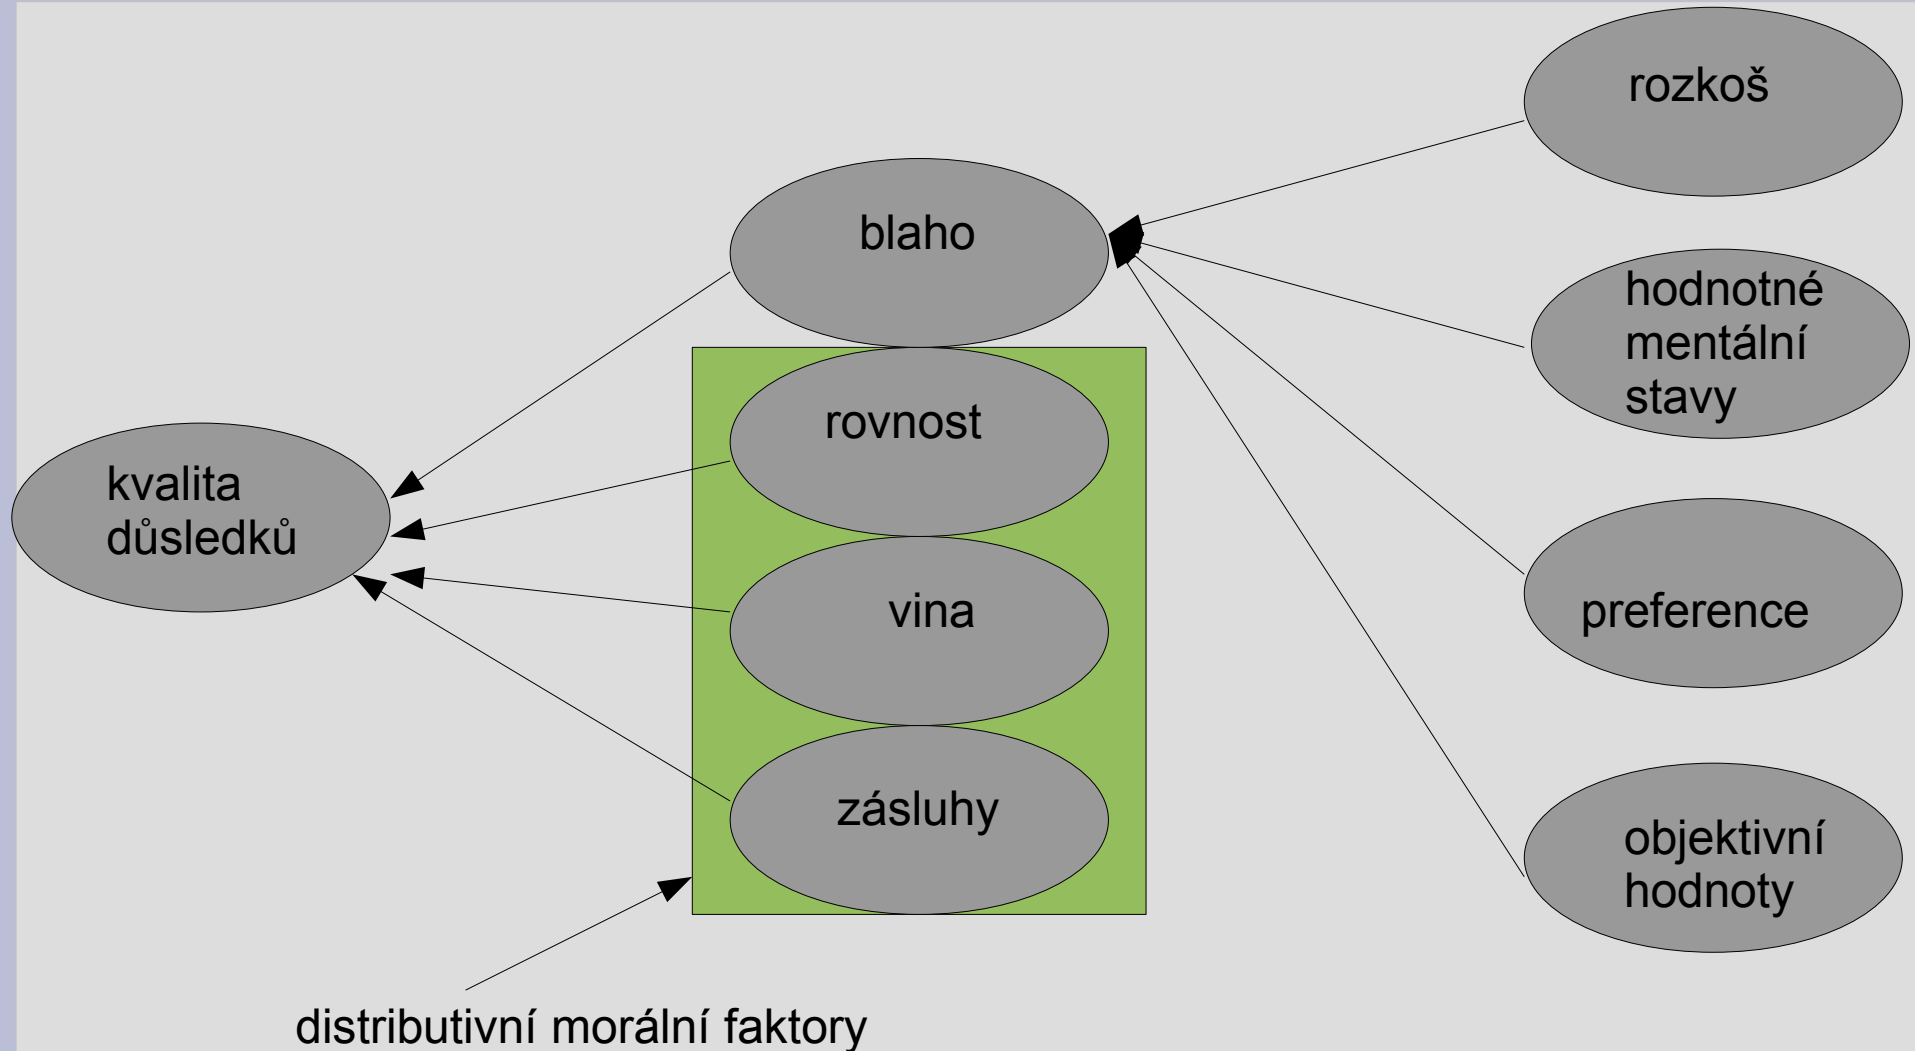 rozkoš
blaho
hodnotné
mentální
stavy
rovnost
kvalita
důsledků
vina
preference
zásluhy
objektivní
hodnoty
distributivní morální faktory